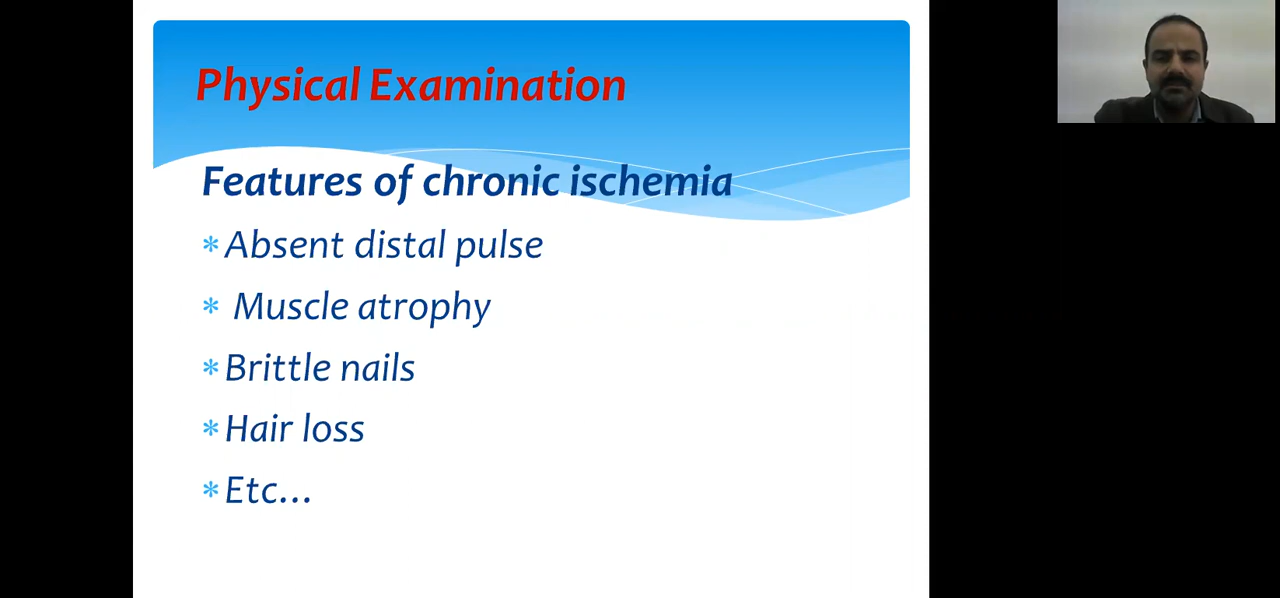 Physical Examination
Features of chronic ischemia
* Absent distal pulse
* Muscle atrophy
* Brittle nails
* Hair loss
* Etc...